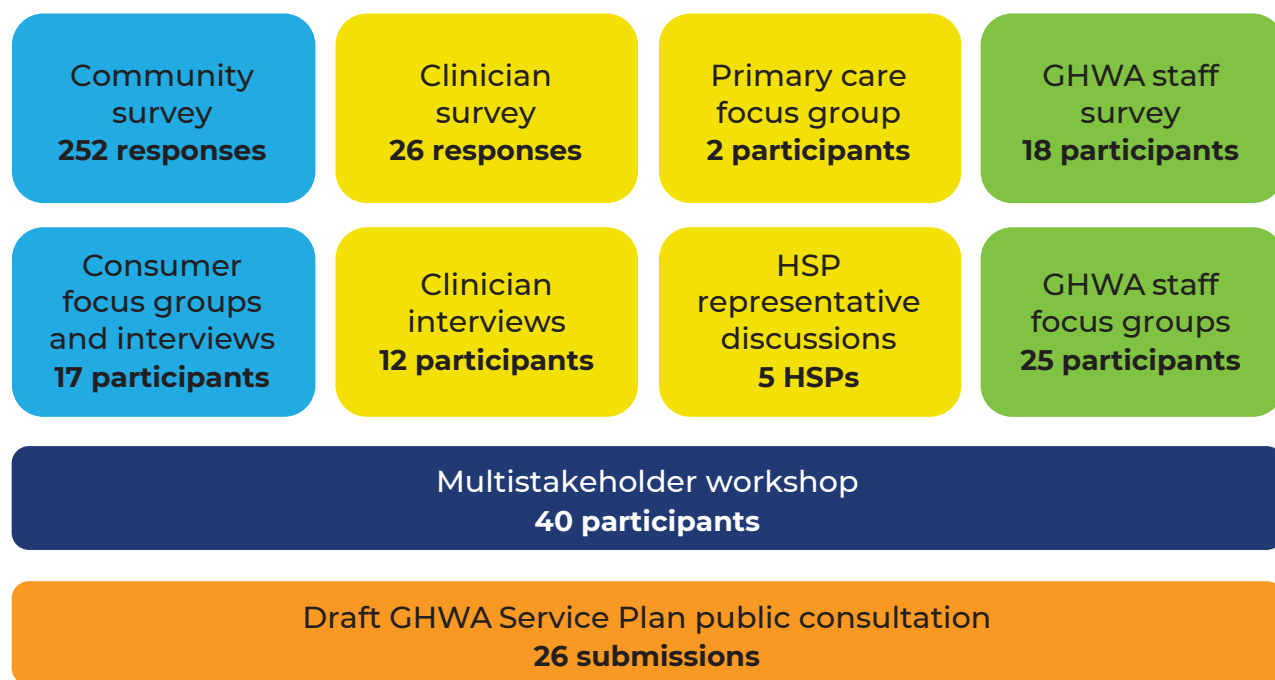 Community
survey
252 responses
Clinician
survey
26 responses
Primary care
focus group
2 participants
GHWA staff
survey
18 participants
Consumer
focus groups
and interviews
17 participants
Clinician
interviews
12 participants
HSP
representative
discussions
5 HSPs
GHWA staff
focus groups
25 participants
Multistakeholder workshop
40 participants
Draft GHWA Service Plan public consultation
26 submissions